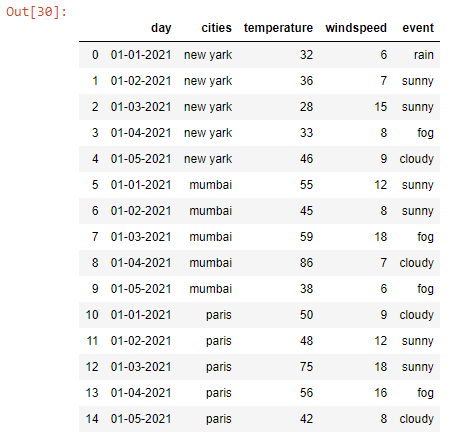 Out[30]:
day cities temperature windspeed event
0 01-01-2021 new yark 32 6 rain
1 01-02-2021 new yark 36 7 sunny
2 01-03-2021 new yark 28 15 sunny
3 01-04-2021 new yark 33 8 fog
4 01-05-2021 new yark 46 9 cloudy
5 01-01-2021 mumbai 55 12 sunny
6 01-02-2021 mumbai 45 8 sunny
7 01-03-2021 mumbai 59 18 fog
8 01-04-2021 mumbai 86 7 cloudy
9 01-05-2021 mumbai 38 6 fog
10 01-01-2021 paris 50 9 cloudy
11 01-02-2021 paris 48 12 sunny
12 01-03-2021 paris 75 18 sunny
13 01-04-2021 paris 56 16 fog
14 01-05-2021 paris 42 8 cloudy